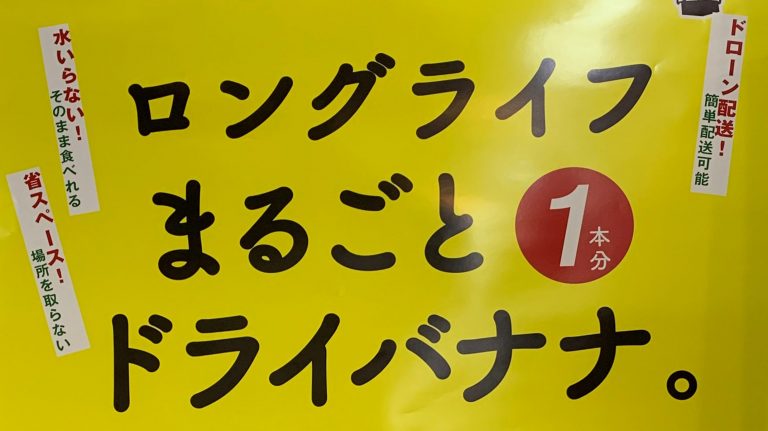 水いらない!
そのまま食べれる
ドローン配送!
簡単配送可能
ロングライフ
まるごと
1
本分
ドライバナナ。
省スペース!
場所を取らない